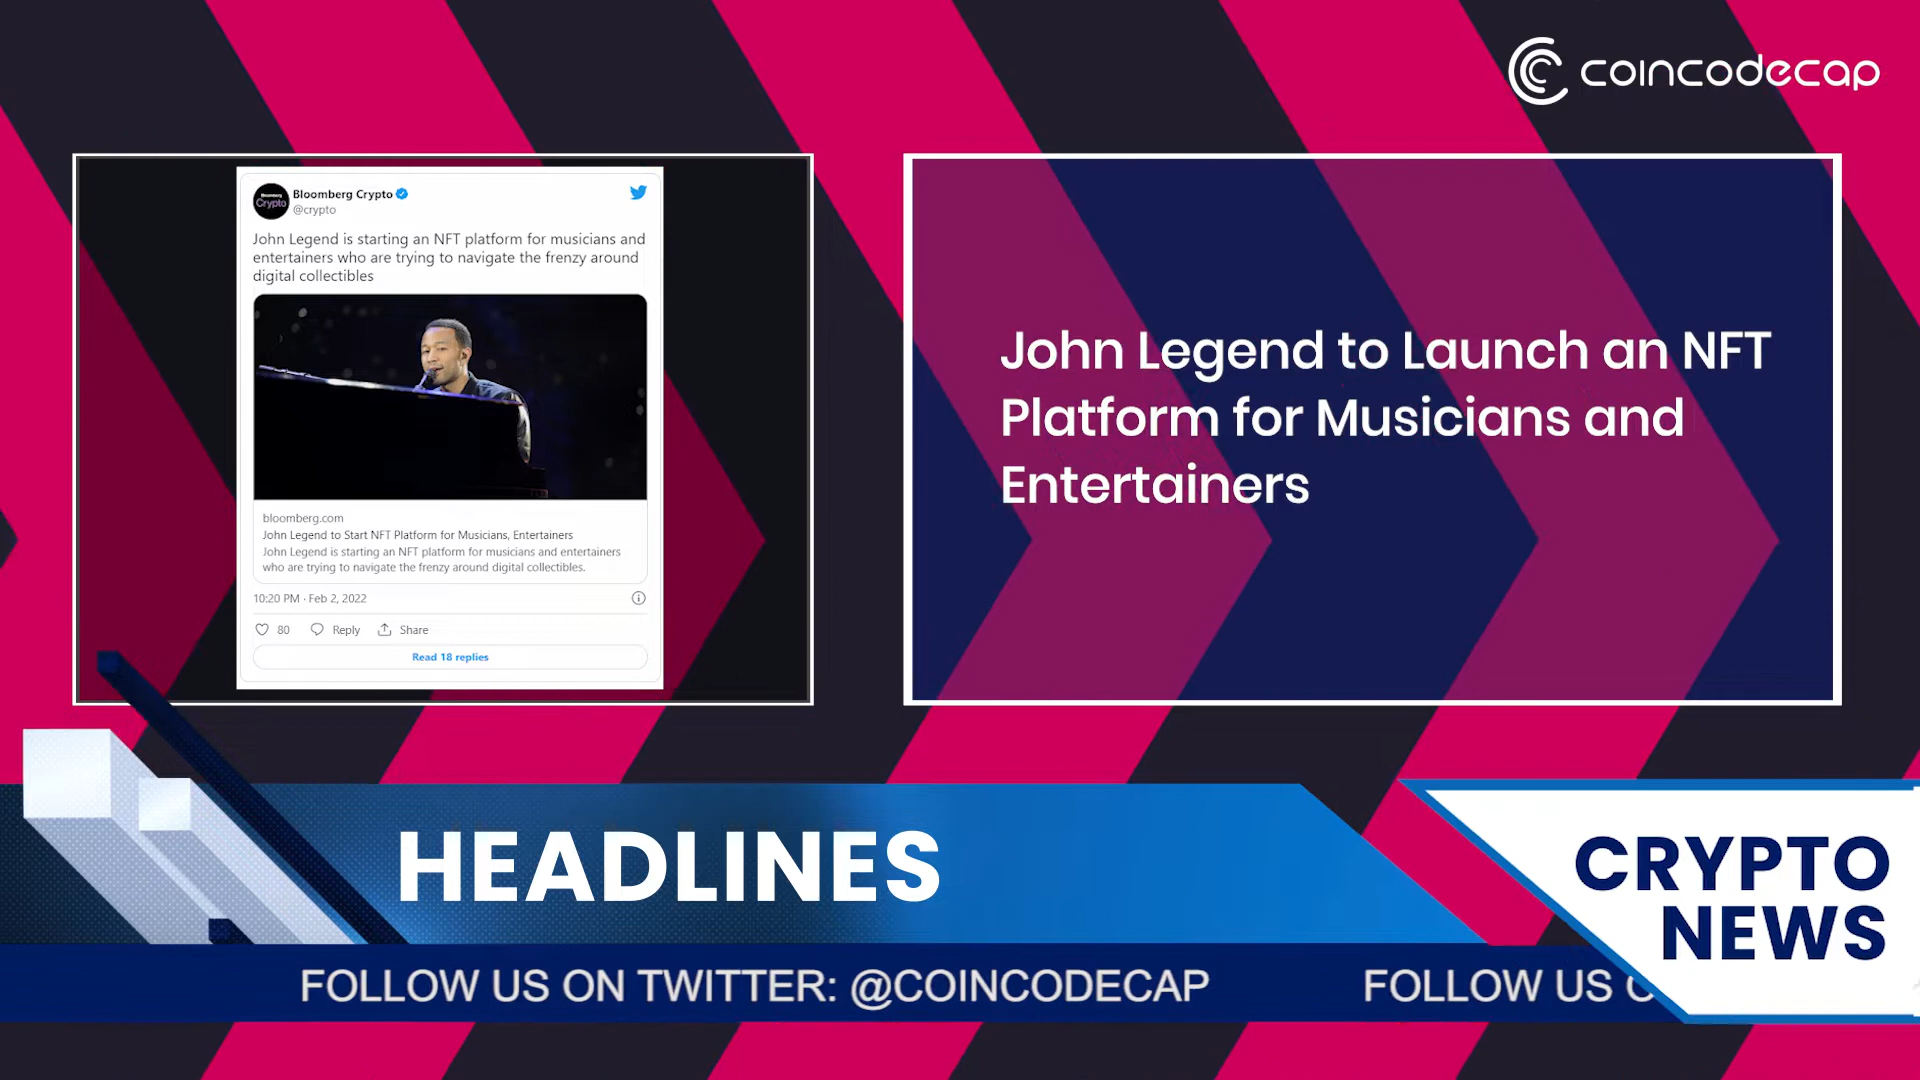 coincodecap
Bloomberg Crypto
Crypto
@crypto
John Legend is starting an NFT platform for musicians and
entertainers who are trying to navigate the frenzy around
digital collectibles
bloomberg.com
John Legend to Start NFT Platform for Musicians, Entertainers
John Legend is starting an NFT platform for musicians and entertainers
who are trying to navigate the frenzy around digital collectibles.
10:20 PM · Feb 2, 2022
80 Reply Share
Read 18 replies
John Legend to Launch an NFT
Platform for Musicians and
Entertainers
HEADLINES
CRYPTO
NEWS
FOLLOW US ON TWITTER: @COINCODECAP FOLLOW US